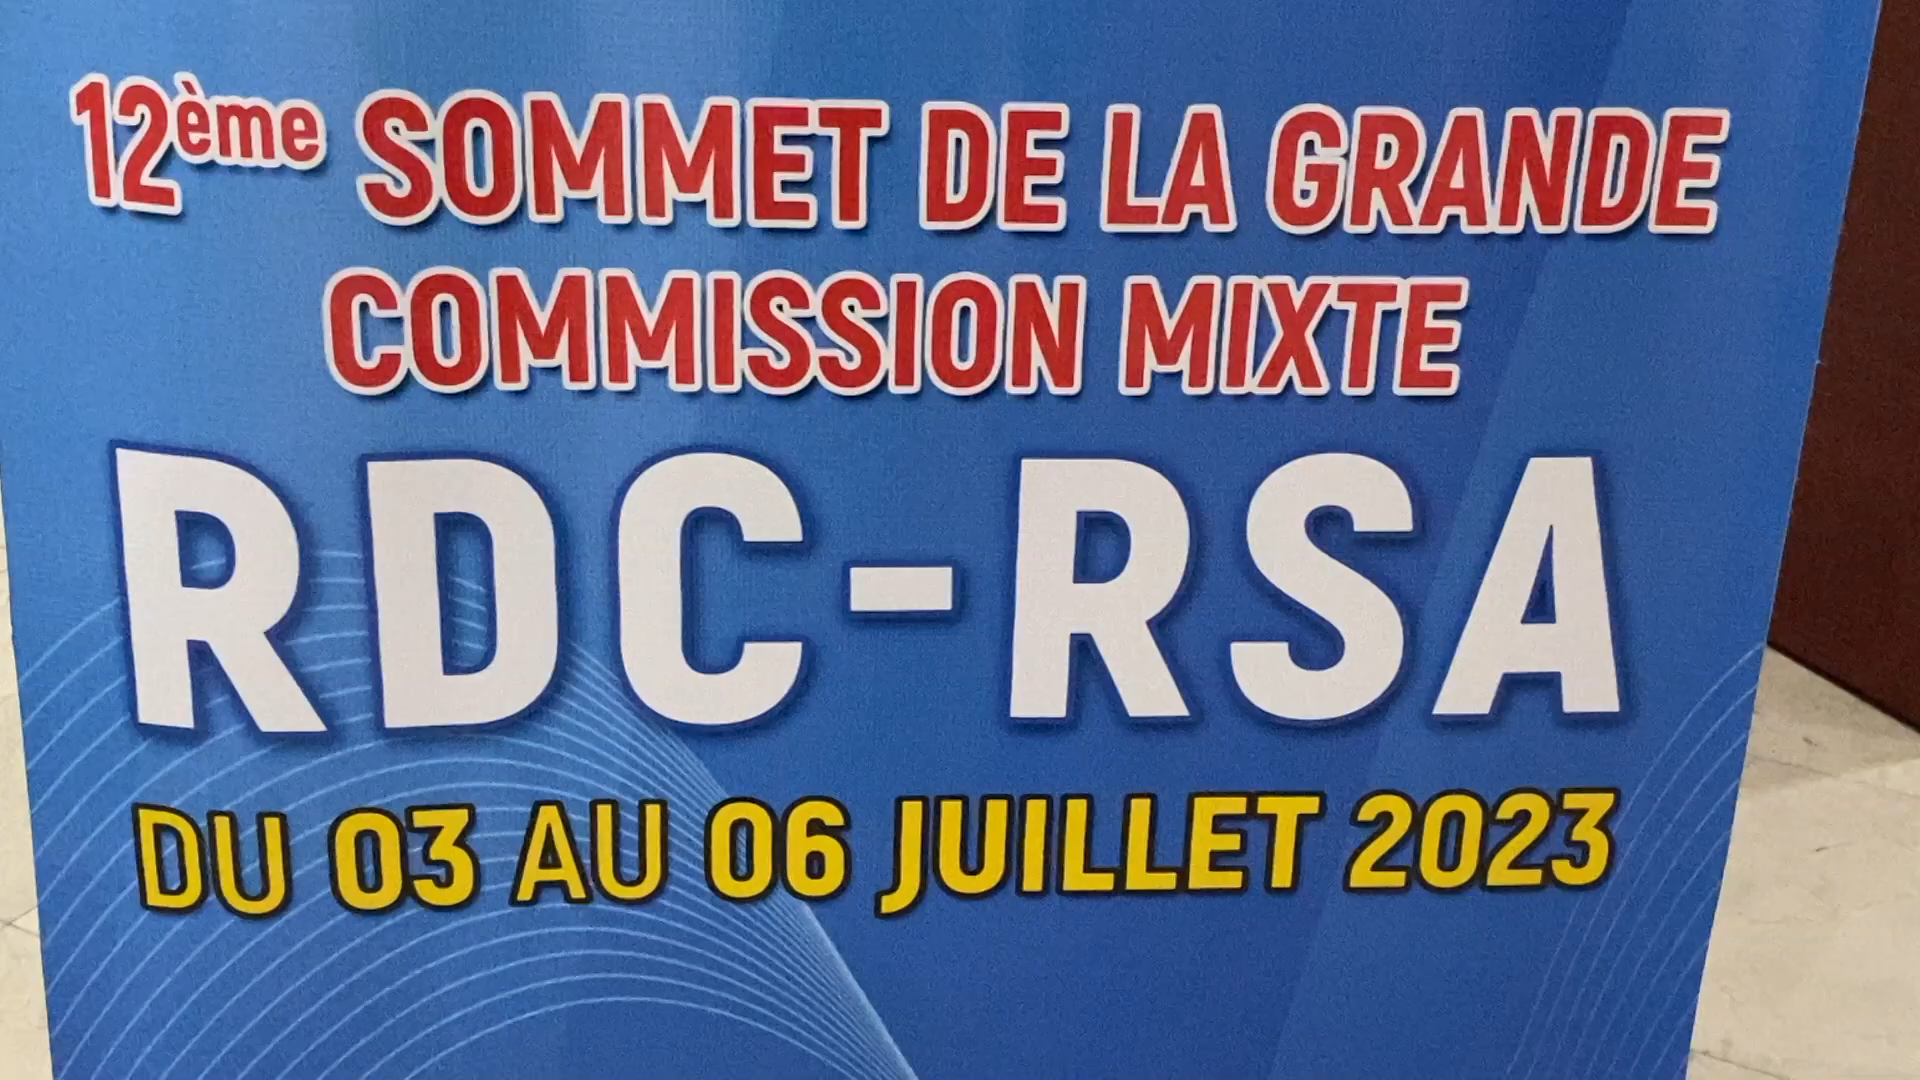 12ème SOMMET DE LA GRANDE
COMMISSION MIXTE
RDC-RSA
DU 03 AU 06 JUILLET 2023